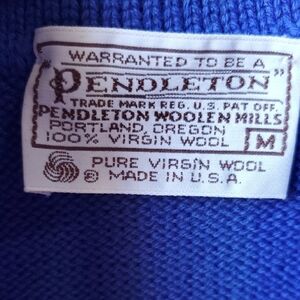 WARRANTED TO BE A
"PENDLETON"
TRADE MARK REG. U.S. PAT OFF.
PENDLETON WOOLEN MILLS
PORTLAND, OREGON
100% VIRGIN WOOL
M
PURE VIRGIN WOOL
® MADE IN U.S.A.